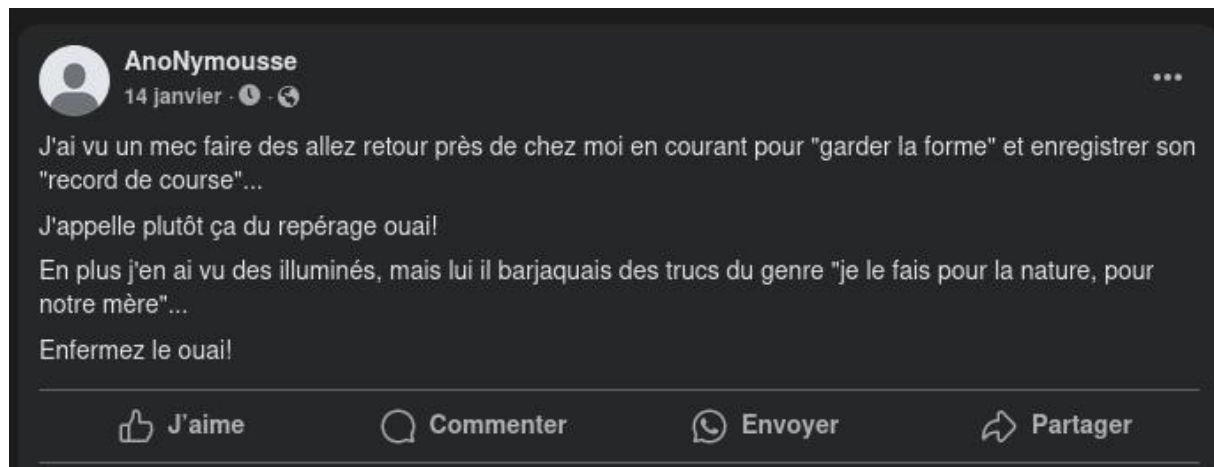 AnoNymousse
14 janvier · ·
J'ai vu un mec faire des allez retour près de chez moi en courant pour "garder la forme" et enregistrer son
"record de course"...
J'appelle plutôt ça du repérage ouai!
En plus j'en ai vu des illuminés, mais lui il barjaquais des trucs du genre "je le fais pour la nature, pour
notre mère"...
Enfermez le ouai!
J'aime Commenter Envoyer Partager